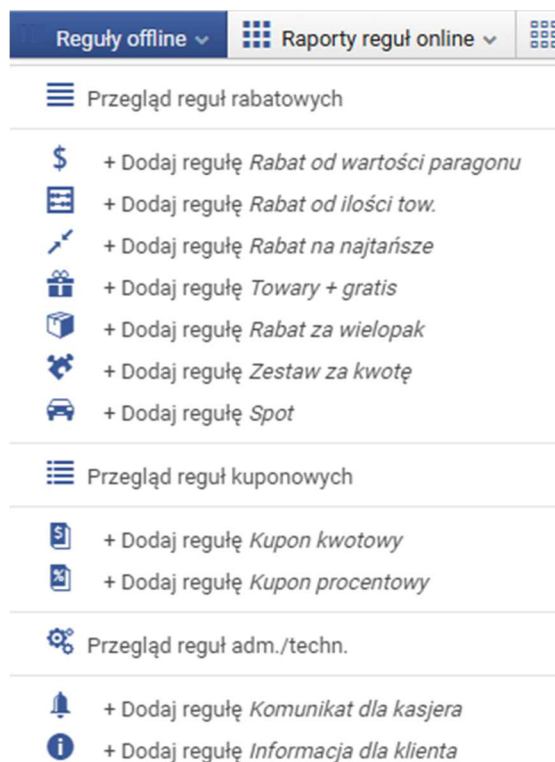 Reguły offline
Raporty reguł online
Przegląd reguł rabatowych
+ Dodaj regułę Rabat od wartości paragonu
+ Dodaj regułę Rabat od ilości tow.
+ Dodaj regułę Rabat na najtańsze
+ Dodaj regułę Towary + gratis
+ Dodaj regułę Rabat za wielopak
+ Dodaj regułę Zestaw za kwotę
+ Dodaj regułę Spot
Przegląd reguł kuponowych
+ Dodaj regułę Kupon kwotowy
+ Dodaj regułę Kupon procentowy
Przegląd reguł adm./techn.
+ Dodaj regułę Komunikat dla kasjera
+ Dodaj regułę Informacja dla klienta